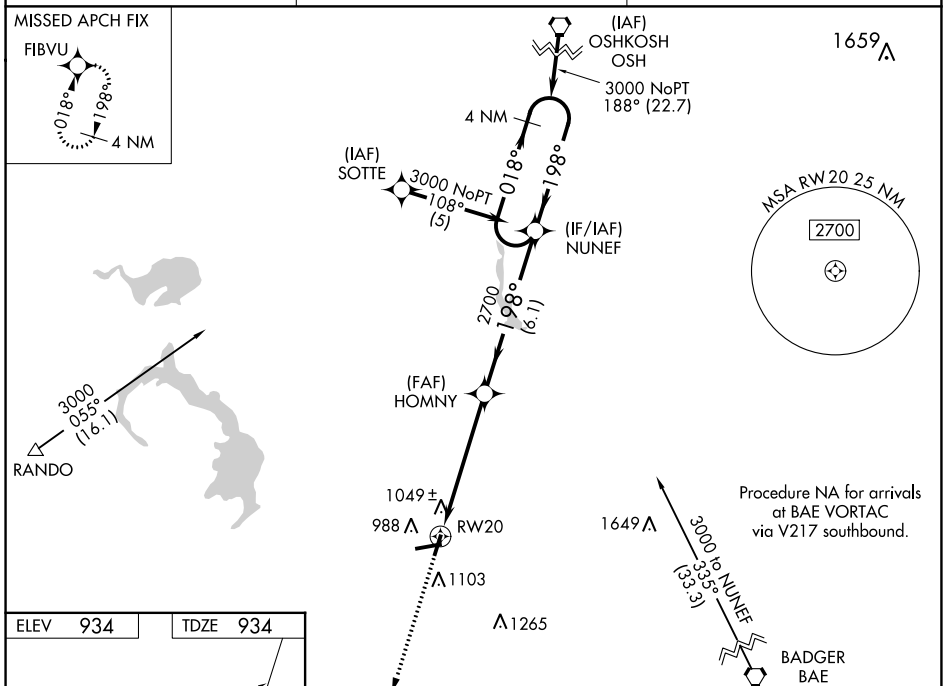 MISSED APCH FIX
FIBVU
018°
198°
4 NM
(IAF)
OSHKOSH
OSH
3000 NoPT
188° (22.7)
1659
4 NM
018°
198°
(IAF)
SOTTE
3000 NoPT
108°
(5)
(IF/IAF)
NUNEF
MSA RW20 25 NM
2700
2700
198°
(6.1)
(FAF)
HOMNY
3000
055°
(16.1)
RANDO
1049±
988
RW20
1103
1265
1649
3000 to NUNEF
335°
(33.3)
Procedure NA for arrivals
at BAE VORTAC
via V217 southbound.
BADGER
BAE
ELEV 934
TDZE 934